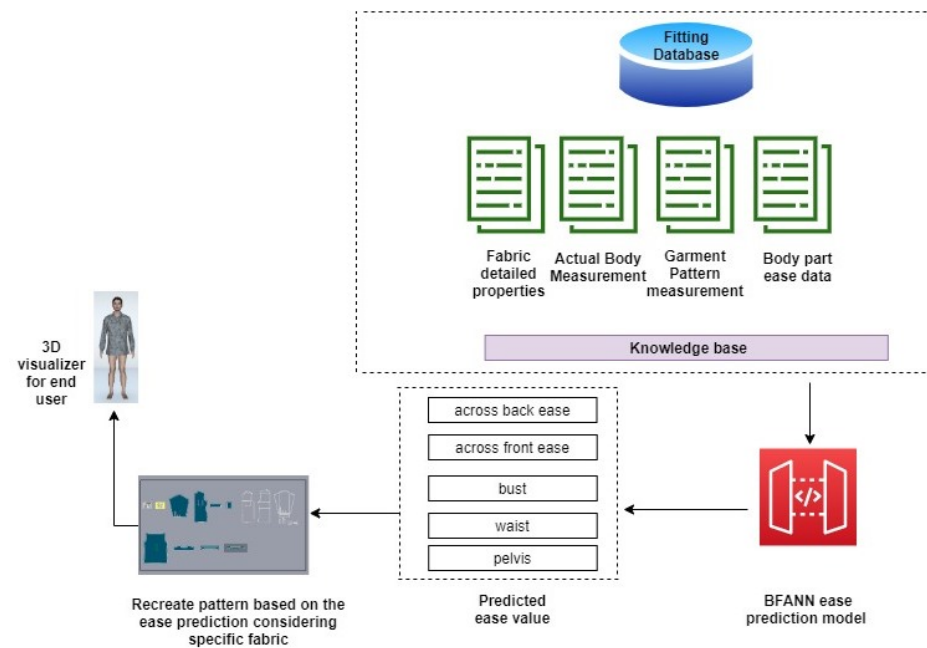 Fitting
Database
Fabric
detailed
properties
Actual Body
Measurement
Garment
Pattern
measurement
Body part
ease data
Knowledge base
3D
visualizer
for end
user
across back ease
across front ease
bust
waist
pelvis
</>
Recreate pattern based on the
ease prediction considering
specific fabric
Predicted
ease value
BFANN ease
prediction model